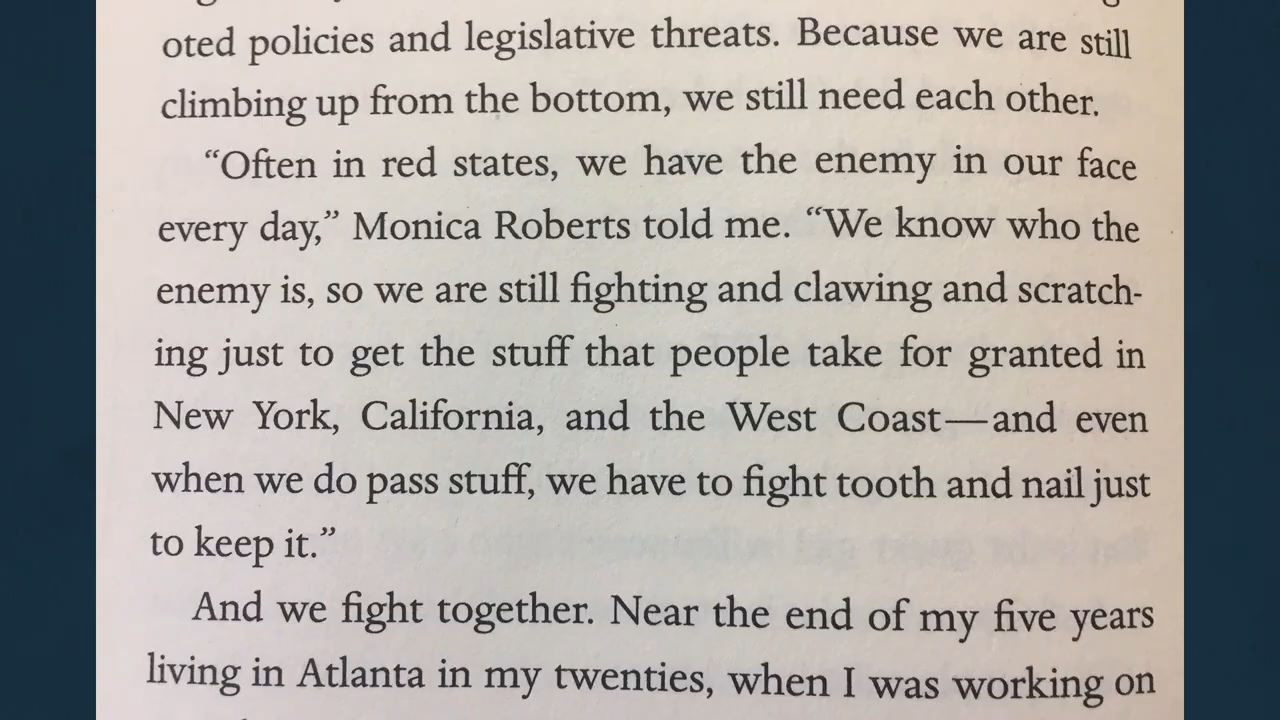 oted policies and legislative threats. Because we are still
climbing up from the bottom, we still need each other.
“Often in red states, we have the enemy in our face
every day,” Monica Roberts told me. “We know who the
enemy is, so we are still fighting and clawing and scratch-
ing just to get the stuff that people take for granted in
New York, California, and the West Coast—and even
when we do pass stuff, we have to fight tooth and nail just
to keep it.”
And we fight together. Near the end of my five years
living in Atlanta in my twenties, when I was working on